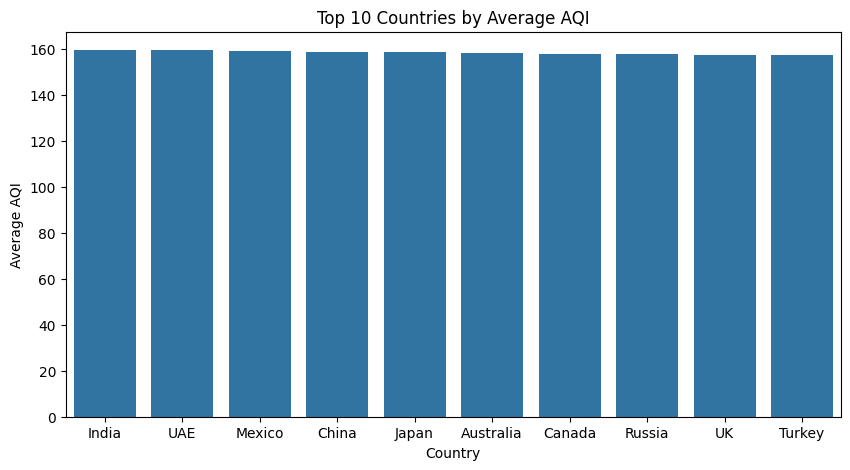 Top 10 Countries by Average AQI
Average AQI
160
140
120
100
80
60
40
20
0
India UAE Mexico China Japan Australia Canada Russia UK Turkey
Country